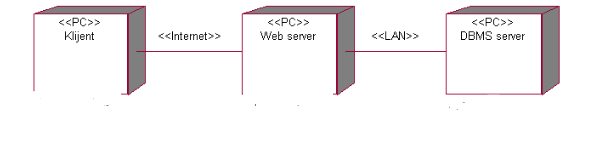 <<PC>>
Klijent
<<Internet>>
<<PC>>
Web server
<<LAN>>
<<PC>>
DBMS server